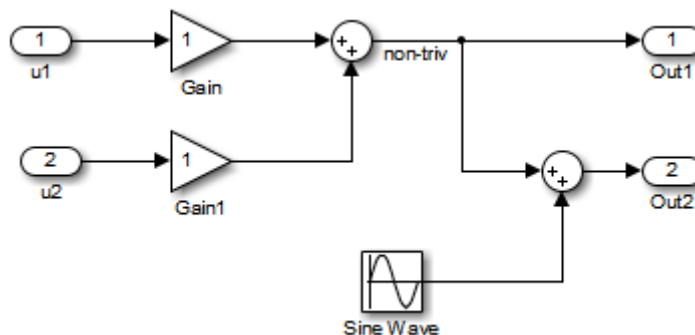 1
u1
1
Gain
++
non-triv
1
Out1
2
u2
1
Gain1
++
2
Out2
Sine Wave